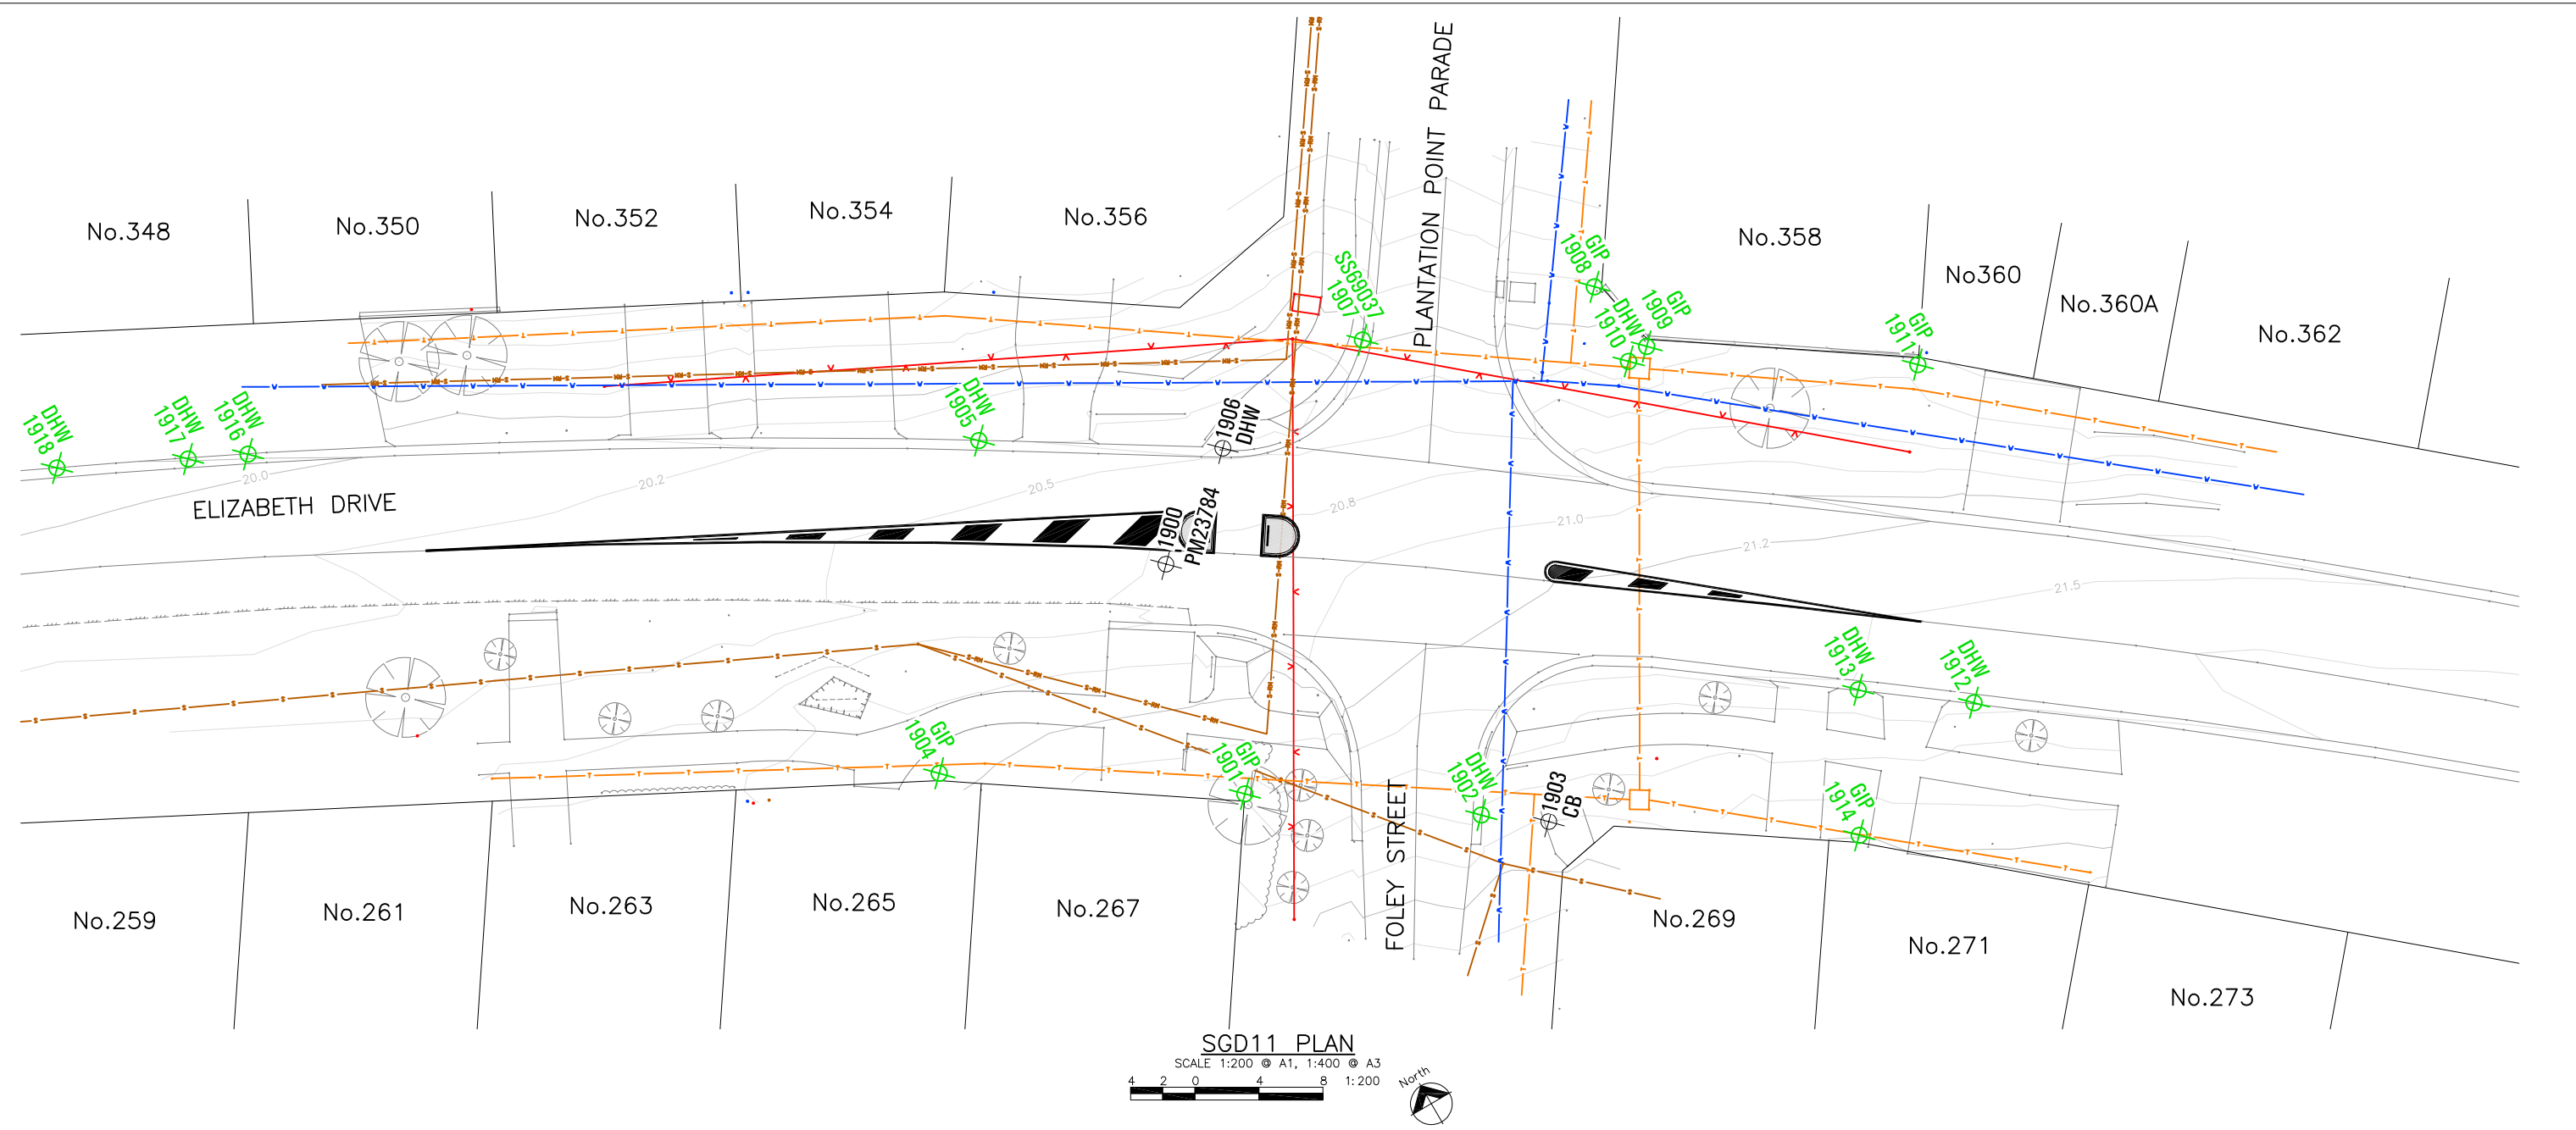 PLANTATION POINT PARADE
No.348
No.350
No.352
No.354
No.356
No.358
No360
No.360A
No.362
SS69037
1907
GIP
1908
GIP
1909
DHW
1910
GIP
1911
DHW
1918
DHW
1917
DHW
1916
DHW
1905
1906
DHW
20.0
20.2
20.5
20.8
21.0
21.2
21.5
ELIZABETH DRIVE
1900
PM23784
GIP
1904
GIP
1901
DHW
1902
1903
CB
DHW
1913
DHW
1912
GIP
1914
FOLEY STREET
No.259
No.261
No.263
No.265
No.267
No.269
No.271
No.273
SGD11 PLAN
SCALE 1:200 @ A1, 1:400 @ A3
4 2 0 4 8 1:200
North